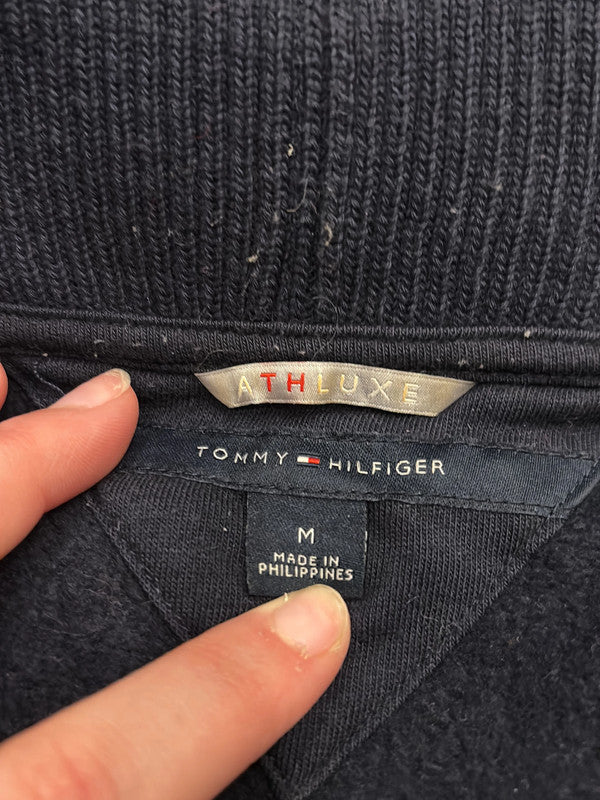 ATHLUXE
TOMMY HILFIGER
M
MADE IN
PHILIPPINES